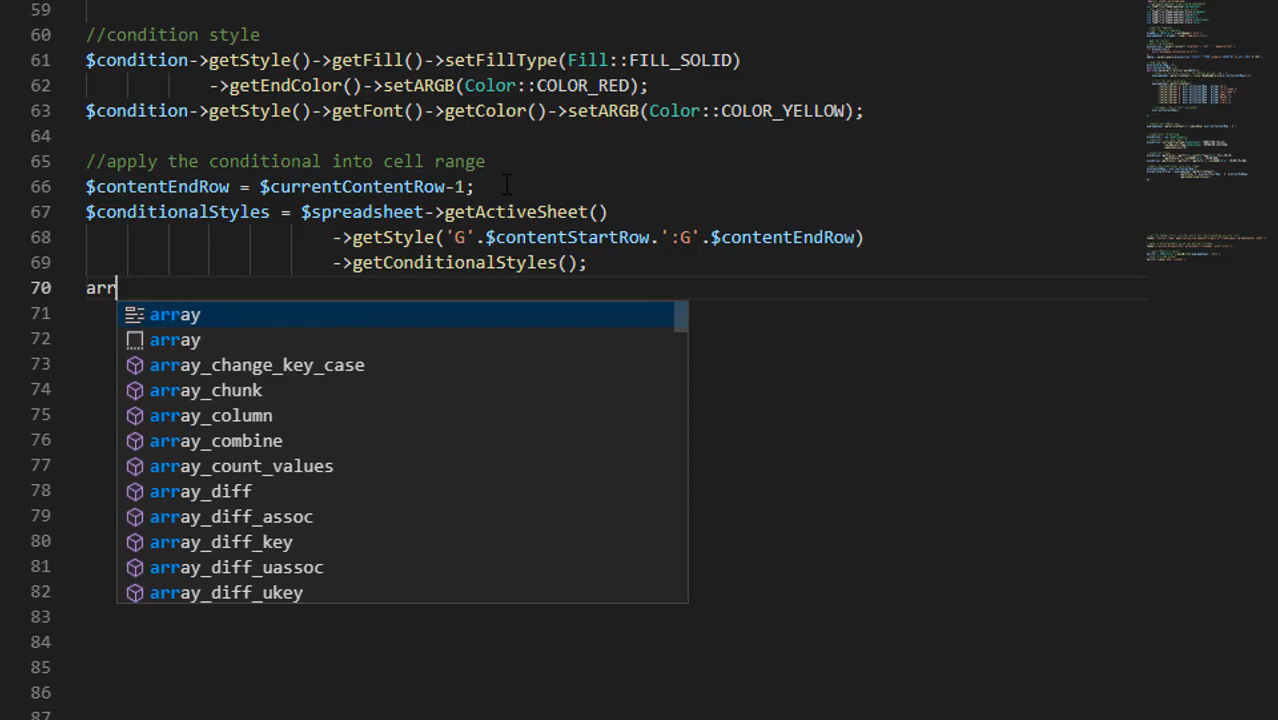 59
60 //condition style
61 $condition->getStyle()->getFill()->setFillType(Fill::FILL_SOLID)
62 ->getEndColor()->setARGB(Color::COLOR_RED);
63 $condition->getStyle()->getFont()->getColor()->setARGB(Color::COLOR_YELLOW);
64
65 //apply the conditional into cell range
66 $contentEndRow = $currentContentRow-1;
67 $conditionalStyles = $spreadsheet->getActiveSheet()
68 ->getStyle('G'.$contentStartRow.':G'.$contentEndRow)
69 ->getConditionalStyles();
70 arr
71 array
72 array
73 array_change_key_case
74 array_chunk
75 array_column
76 array_combine
77 array_count_values
78 array_diff
79 array_diff_assoc
80 array_diff_key
81 array_diff_uassoc
82 array_diff_ukey
83
84
85
86
87